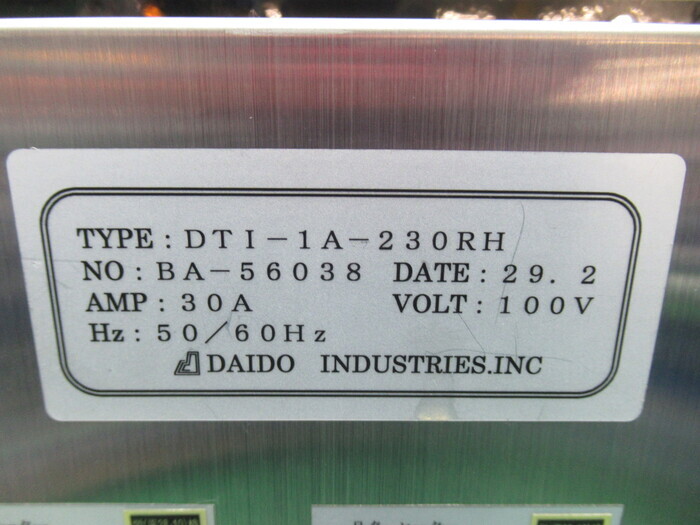 TYPE : DTI-1A-230RH
NO : BA-56038 DATE : 29. 2
AMP : 30A VOLT : 100V
Hz : 50/60Hz
DAIDO INDUSTRIES.INC